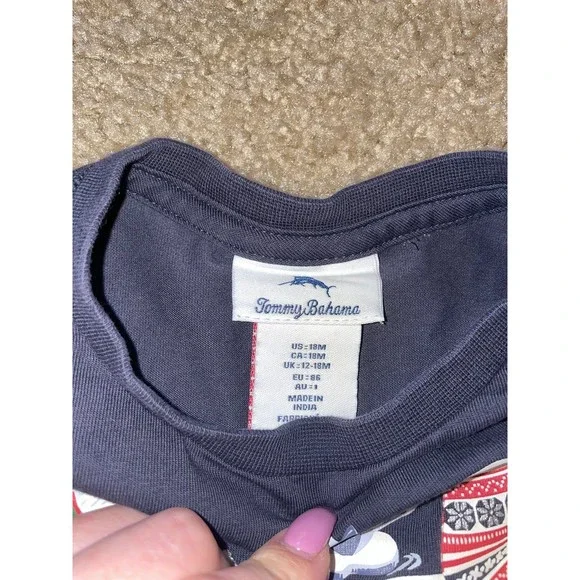 Tommy Bahama
US = 18M
CA = 18M
UK = 12-18M
EU = 86
AU = 1
MADE IN
INDIA